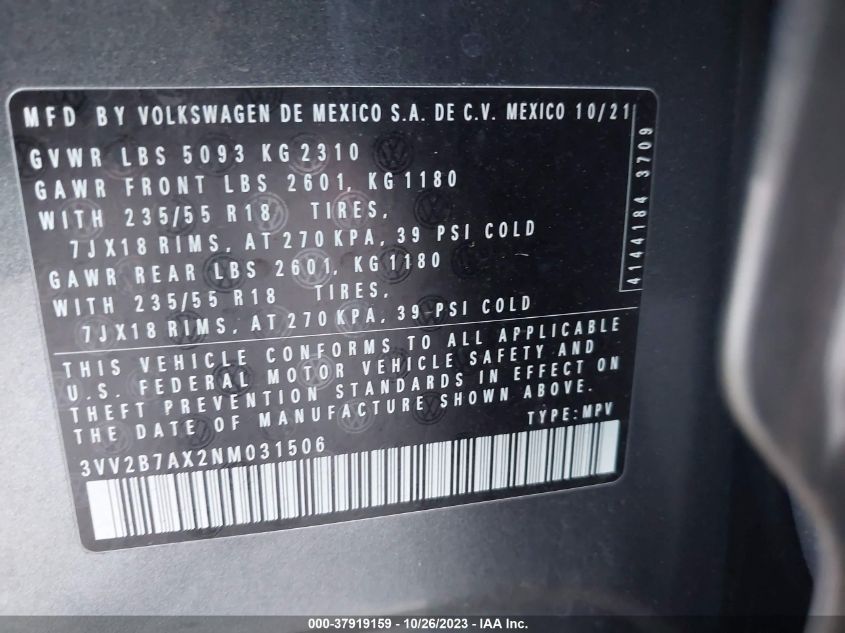 MFD BY VOLKSWAGEN DE MEXICO S.A. DE C.V. MEXICO 10/21
GVWR LBS 5093 KG 2310
GAWR FRONT LBS 2601, KG 1180
WITH 235/55 R18 TIRES,
7JX18 RIMS, AT 270 KPA, 39 PSI COLD
GAWR REAR LBS 2601, KG 1180
WITH 235/55 R18 TIRES,
7JX18 RIMS, AT 270 KPA, 39 PSI COLD
4144184 3709
THIS VEHICLE CONFORMS TO ALL APPLICABLE
U.S. FEDERAL MOTOR VEHICLE SAFETY AND
THEFT PREVENTION STANDARDS IN EFFECT ON
THE DATE OF MANUFACTURE SHOWN ABOVE.
TYPE:MPV
3VV2B7AX2NM031506
000-37919159 - 10/26/2023 - Copyright © IAA, Inc.